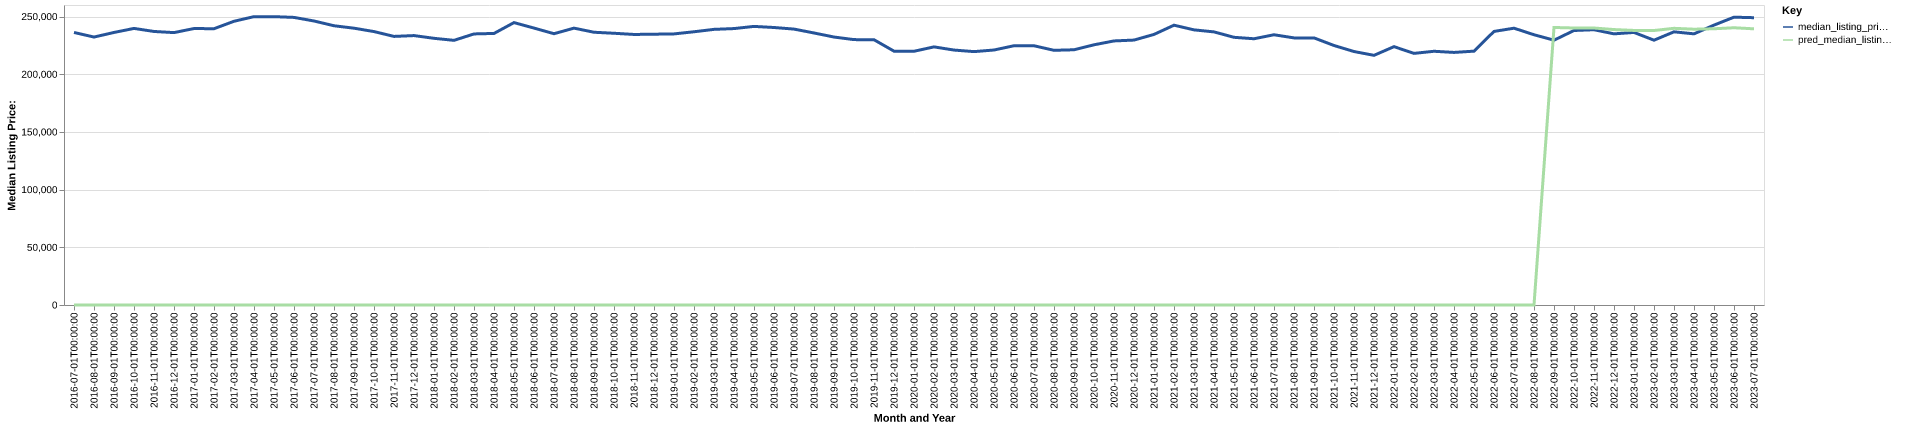 Key
median_listing_pri…
pred_median_listin…
Median Listing Price:
250,000
200,000
150,000
100,000
50,000
0
2016-07-01T00:00:00
2016-08-01T00:00:00
2016-09-01T00:00:00
2016-10-01T00:00:00
2016-11-01T00:00:00
2016-12-01T00:00:00
2017-01-01T00:00:00
2017-02-01T00:00:00
2017-03-01T00:00:00
2017-04-01T00:00:00
2017-05-01T00:00:00
2017-06-01T00:00:00
2017-07-01T00:00:00
2017-08-01T00:00:00
2017-09-01T00:00:00
2017-10-01T00:00:00
2017-11-01T00:00:00
2017-12-01T00:00:00
2018-01-01T00:00:00
2018-02-01T00:00:00
2018-03-01T00:00:00
2018-04-01T00:00:00
2018-05-01T00:00:00
2018-06-01T00:00:00
2018-07-01T00:00:00
2018-08-01T00:00:00
2018-09-01T00:00:00
2018-10-01T00:00:00
2018-11-01T00:00:00
2018-12-01T00:00:00
2019-01-01T00:00:00
2019-02-01T00:00:00
2019-03-01T00:00:00
2019-04-01T00:00:00
2019-05-01T00:00:00
2019-06-01T00:00:00
2019-07-01T00:00:00
2019-08-01T00:00:00
2019-09-01T00:00:00
2019-10-01T00:00:00
2019-11-01T00:00:00
2019-12-01T00:00:00
2020-01-01T00:00:00
2020-02-01T00:00:00
2020-03-01T00:00:00
2020-04-01T00:00:00
2020-05-01T00:00:00
2020-06-01T00:00:00
2020-07-01T00:00:00
2020-08-01T00:00:00
2020-09-01T00:00:00
2020-10-01T00:00:00
2020-11-01T00:00:00
2020-12-01T00:00:00
2021-01-01T00:00:00
2021-02-01T00:00:00
2021-03-01T00:00:00
2021-04-01T00:00:00
2021-05-01T00:00:00
2021-06-01T00:00:00
2021-07-01T00:00:00
2021-08-01T00:00:00
2021-09-01T00:00:00
2021-10-01T00:00:00
2021-11-01T00:00:00
2021-12-01T00:00:00
2022-01-01T00:00:00
2022-02-01T00:00:00
2022-03-01T00:00:00
2022-04-01T00:00:00
2022-05-01T00:00:00
2022-06-01T00:00:00
2022-07-01T00:00:00
2022-08-01T00:00:00
2022-09-01T00:00:00
2022-10-01T00:00:00
2022-11-01T00:00:00
2022-12-01T00:00:00
2023-01-01T00:00:00
2023-02-01T00:00:00
2023-03-01T00:00:00
2023-04-01T00:00:00
2023-05-01T00:00:00
2023-06-01T00:00:00
2023-07-01T00:00:00
Month and Year